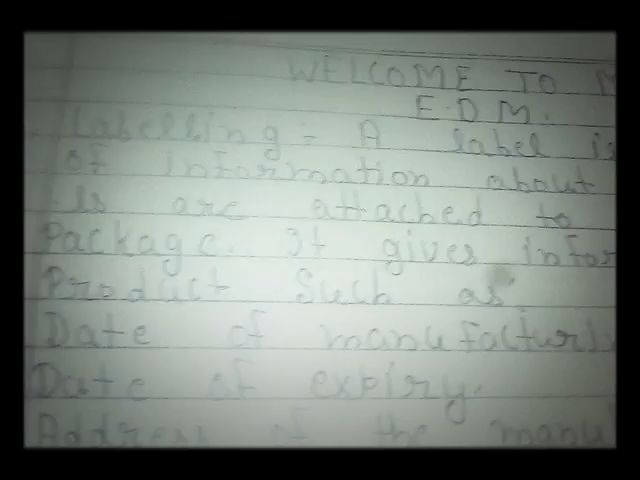 WELCOME TO M
E.D.M.
Labelling:- A label is
of information about
is are attached to
Package. It gives infor
Product Such as
Date of manufacturi
Date of expiry.
Address of the manu